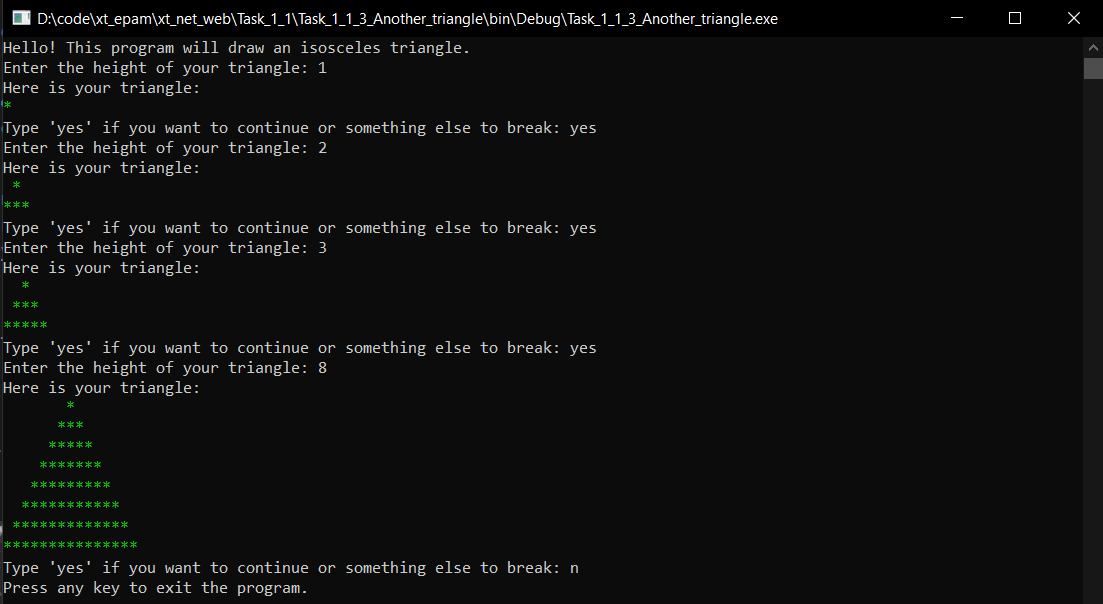 D:\code\xt_epam\xt_net_web\Task_1_1\Task_1_1_3_Another_triangle\bin\Debug\Task_1_1_3_Another_triangle.exe
Hello! This program will draw an isosceles triangle.
Enter the height of your triangle: 1
Here is your triangle:
*
Type 'yes' if you want to continue or something else to break: yes
Enter the height of your triangle: 2
Here is your triangle:
 *
***
Type 'yes' if you want to continue or something else to break: yes
Enter the height of your triangle: 3
Here is your triangle:
  *
 ***
*****
Type 'yes' if you want to continue or something else to break: yes
Enter the height of your triangle: 8
Here is your triangle:
       *
      ***
     *****
    *******
   *********
  ***********
 *************
***************
Type 'yes' if you want to continue or something else to break: n
Press any key to exit the program.